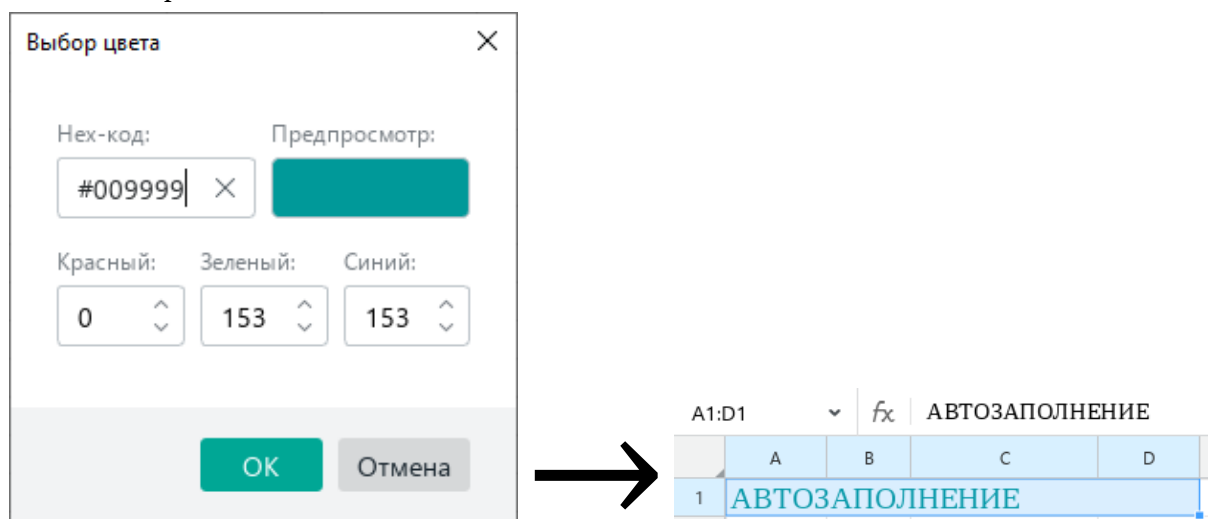 Выбор цвета
Hex-код: Предпросмотр:
#009999
Красный: Зеленый: Синий:
0 153 153
ОК Отмена
A1:D1 fx АВТОЗАПОЛНЕНИЕ
A B C D
1 АВТОЗАПОЛНЕНИЕ